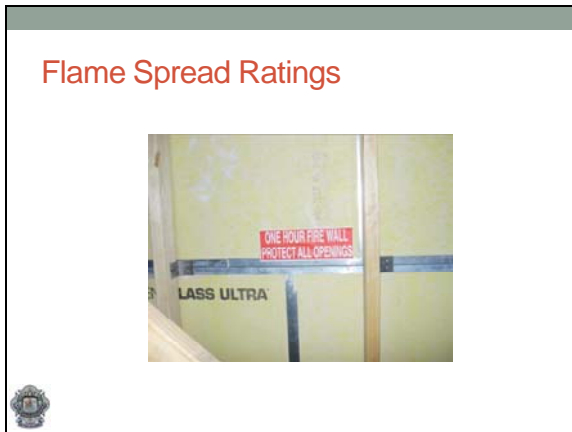 Flame Spread Ratings
ONE HOUR FIRE WALL
PROTECT ALL OPENINGS
LASS ULTRA